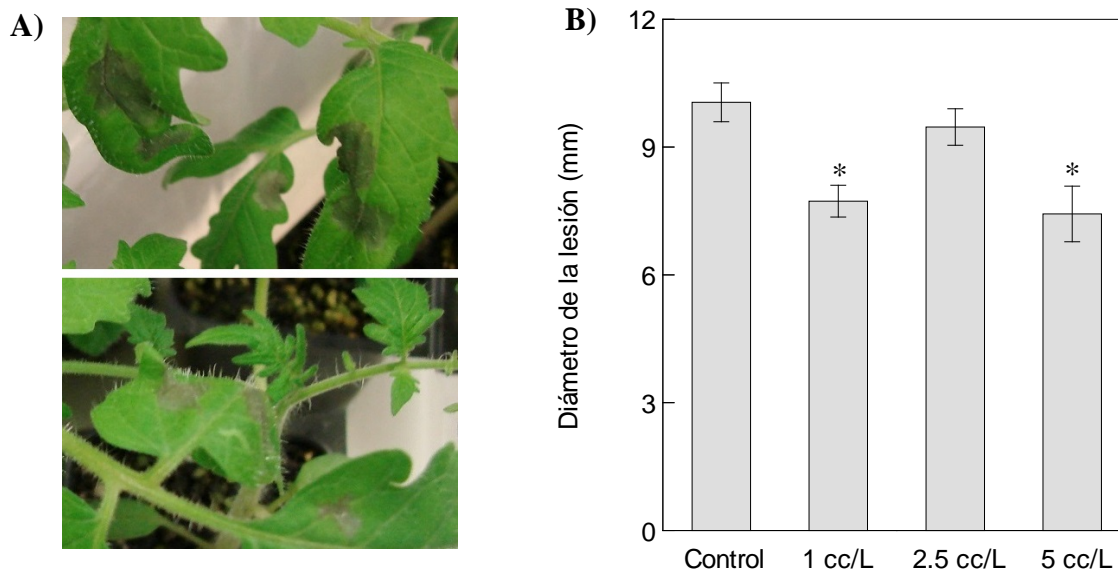 A)
B)
12
9
6
3
0
Diámetro de la lesión (mm)
*
*
Control 1 cc/L 2.5 cc/L 5 cc/L